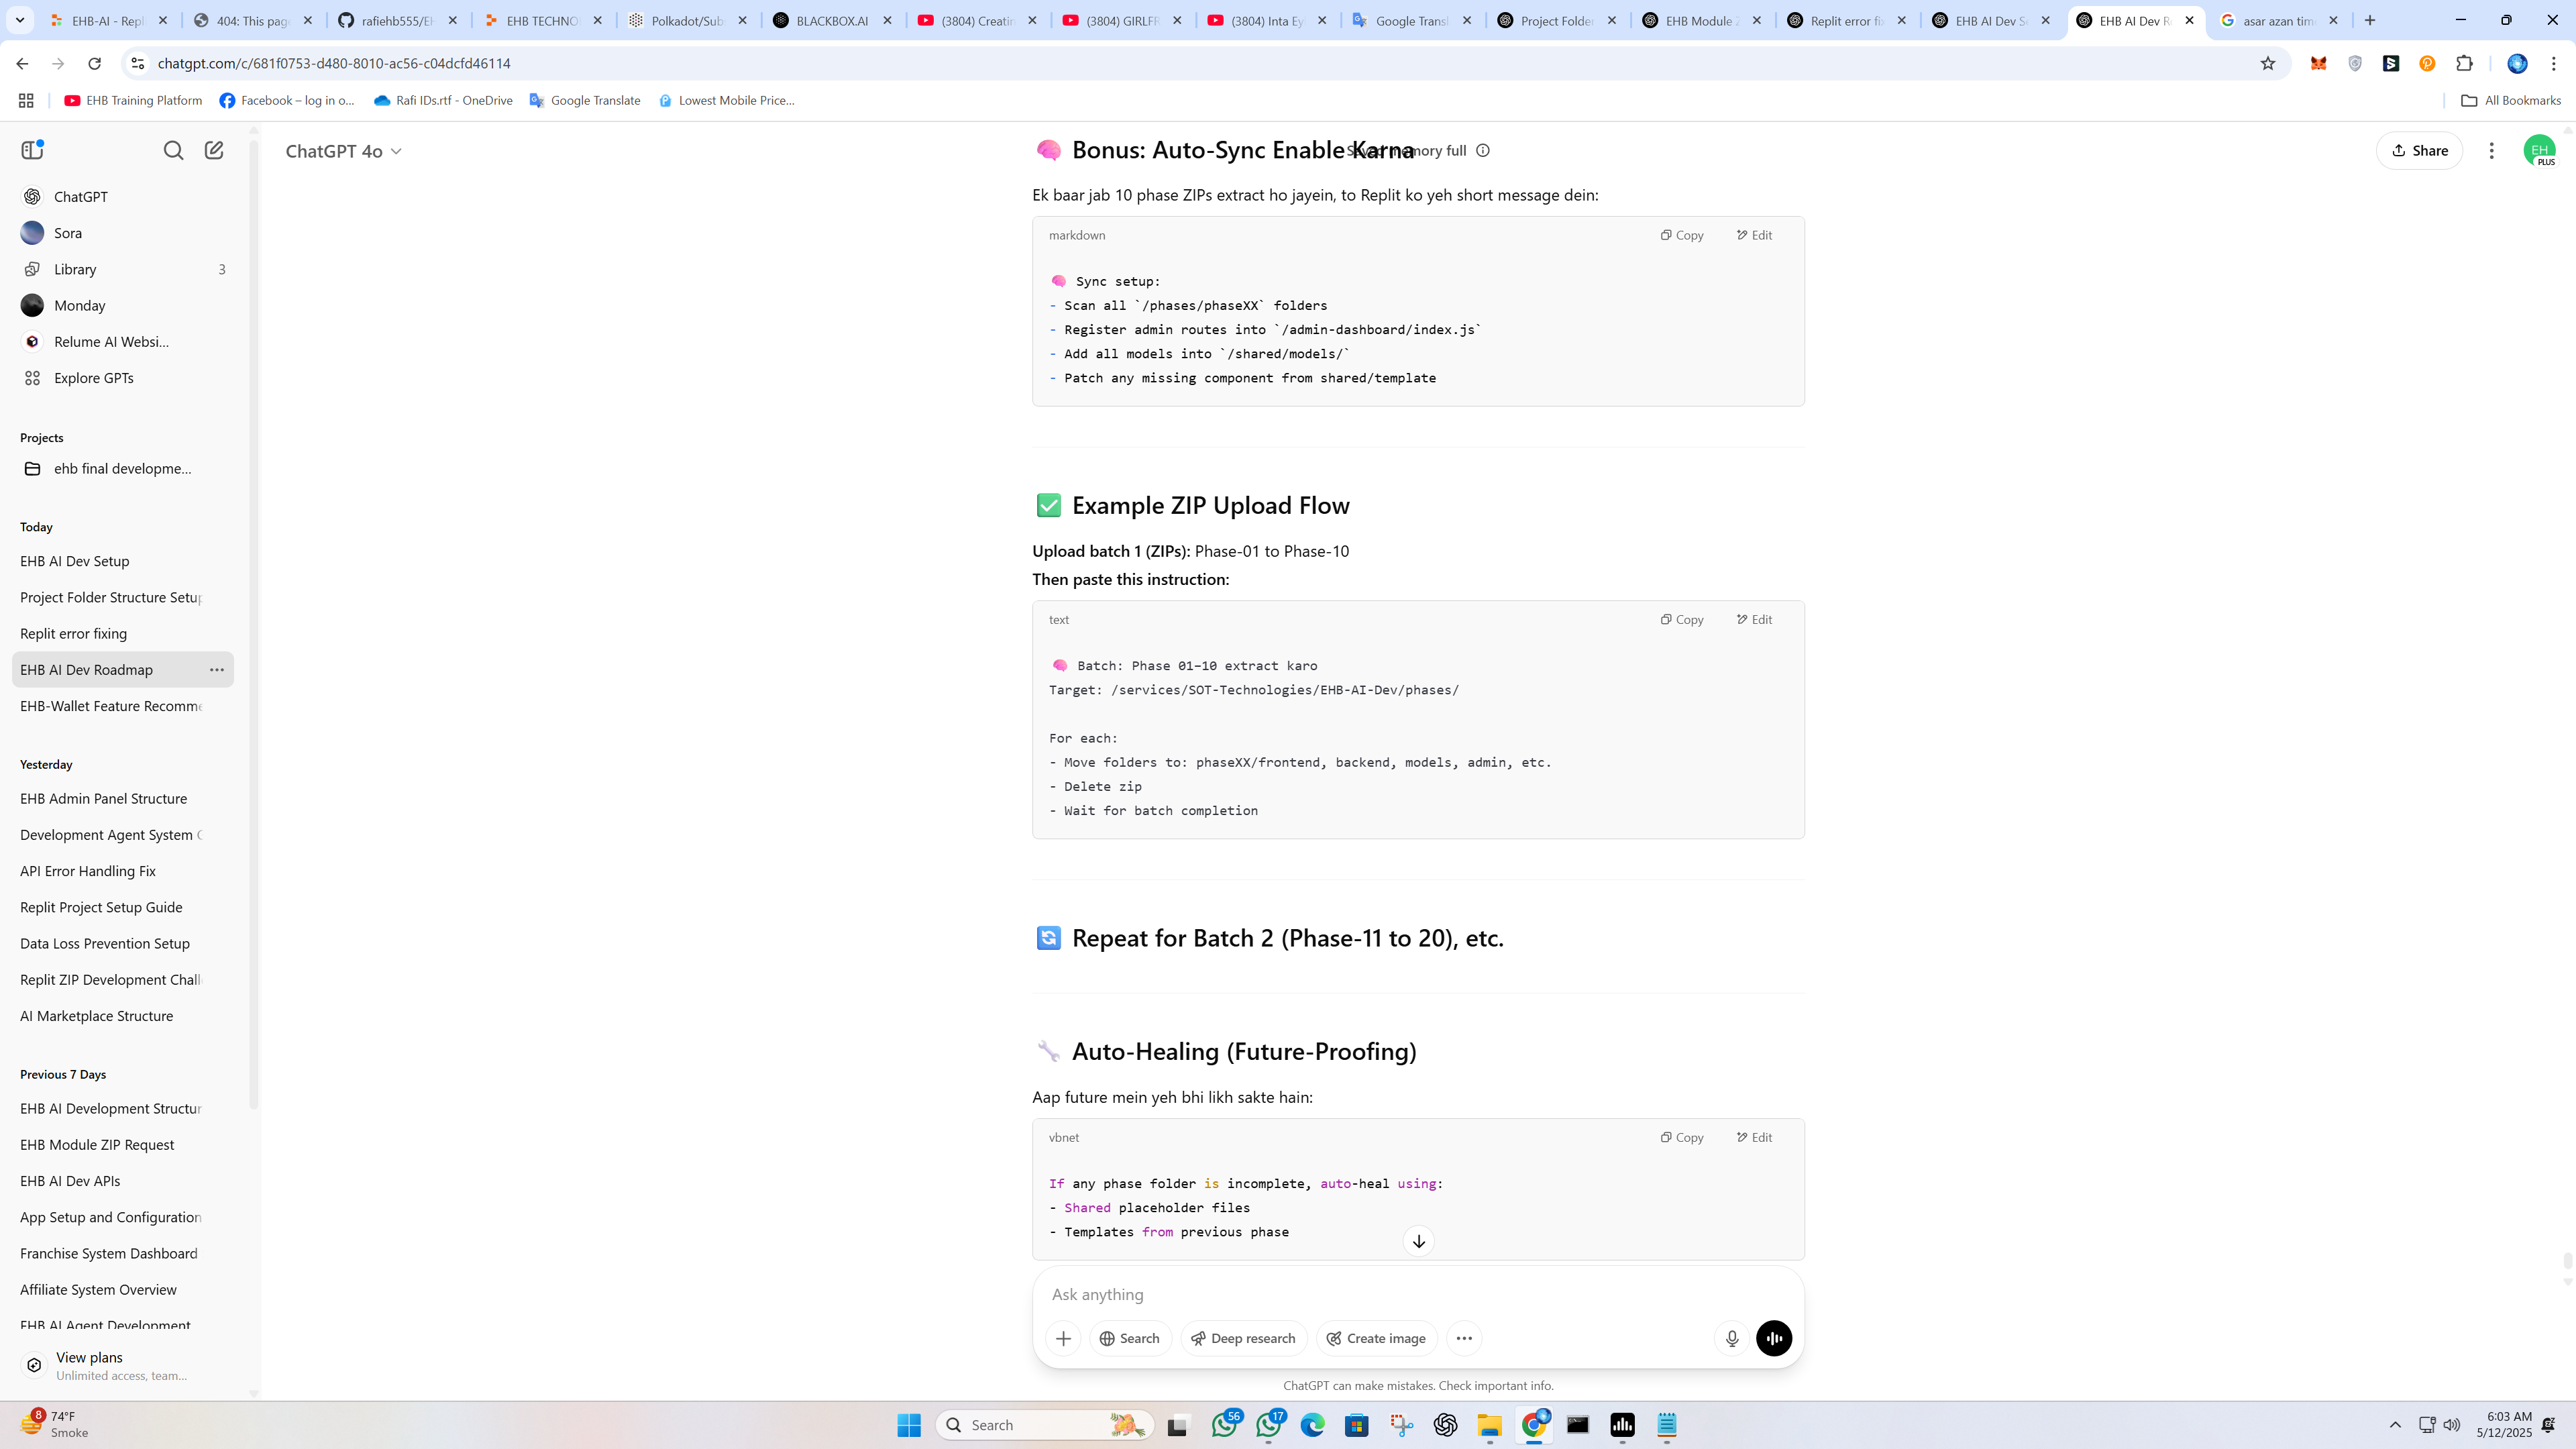 EHB-AI - Repl
404: This page
rafiehb555/EH
EHB TECHNO
Polkadot/Sub
BLACKBOX.AI
(3804) Creatin
(3804) GIRLFR
(3804) Inta Ey
Google Transl
Project Folder
EHB Module Z
Replit error fix
EHB AI Dev Se
EHB AI Dev Ro
asar azan tim
chatgpt.com/c/681f0753-d480-8010-ac56-c04dcfd46114
EHB Training Platform
Facebook – log in o...
Rafi IDs.rtf - OneDrive
Google Translate
Lowest Mobile Price...
All Bookmarks
ChatGPT
Sora
Library 3
Monday
Relume AI Websi...
Explore GPTs
Projects
ehb final developme...
Today
EHB AI Dev Setup
Project Folder Structure Setup
Replit error fixing
EHB AI Dev Roadmap
EHB-Wallet Feature Recomme
Yesterday
EHB Admin Panel Structure
Development Agent System
API Error Handling Fix
Replit Project Setup Guide
Data Loss Prevention Setup
Replit ZIP Development Challe
AI Marketplace Structure
Previous 7 Days
EHB AI Development Structur
EHB Module ZIP Request
EHB AI Dev APIs
App Setup and Configuration
Franchise System Dashboard
Affiliate System Overview
EHB AI Agent Development
View plans
Unlimited access, team...
ChatGPT 4o
Share
EH
PLUS
🧠 Bonus: Auto-Sync Enable Karna
Ek baar jab 10 phase ZIPs extract ho jayein, to Replit ko yeh short message dein:
markdown Copy Edit
🧠 Sync setup:
- Scan all `/phases/phaseXX` folders
- Register admin routes into `/admin-dashboard/index.js`
- Add all models into `/shared/models/`
- Patch any missing component from shared/template
✅ Example ZIP Upload Flow
Upload batch 1 (ZIPs): Phase-01 to Phase-10
Then paste this instruction:
text Copy Edit
🧠 Batch: Phase 01–10 extract karo
Target: /services/SOT-Technologies/EHB-AI-Dev/phases/
For each:
- Move folders to: phaseXX/frontend, backend, models, admin, etc.
- Delete zip
- Wait for batch completion
🔄 Repeat for Batch 2 (Phase-11 to 20), etc.
🔧 Auto-Healing (Future-Proofing)
Aap future mein yeh bhi likh sakte hain:
vbnet Copy Edit
If any phase folder is incomplete, auto-heal using:
- Shared placeholder files
- Templates from previous phase
Ask anything
Search
Deep research
Create image
ChatGPT can make mistakes. Check important info.
8
74°F
Smoke
Search
56
17
6:03 AM
5/12/2025